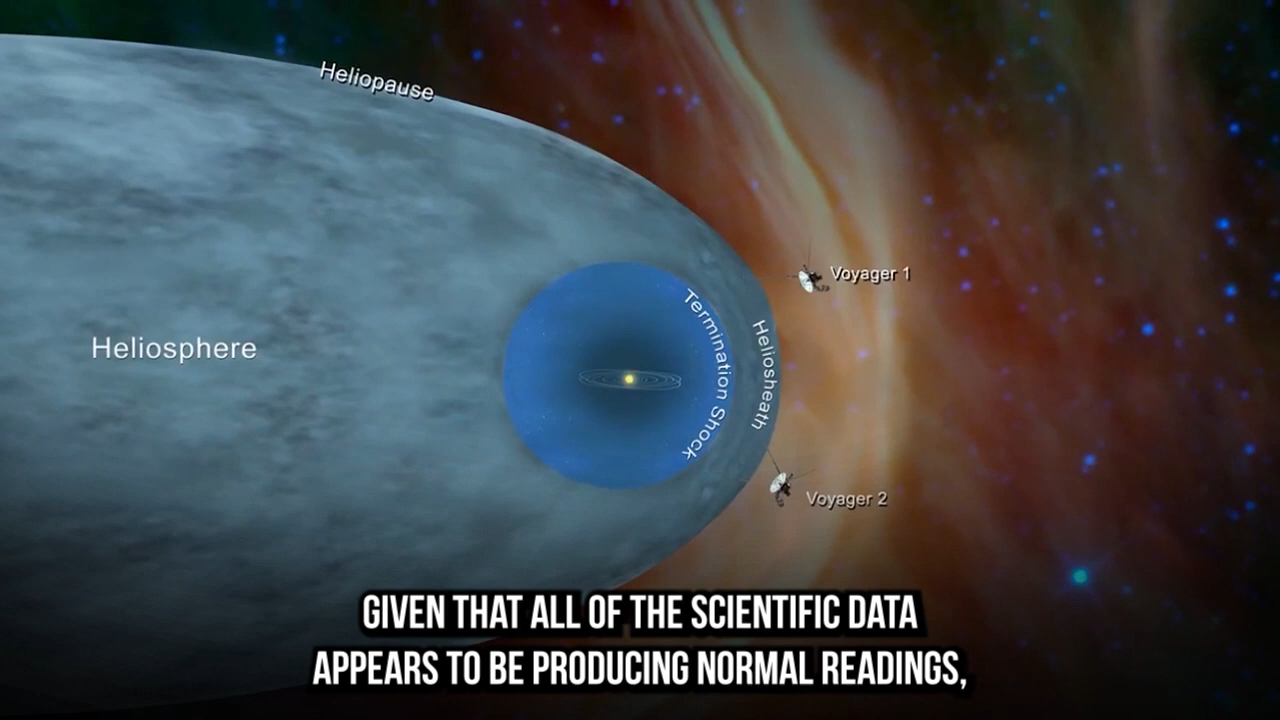 Heliopause
Voyager 1
Termination Shock
Heliosheath
Heliosphere
Voyager 2
GIVEN THAT ALL OF THE SCIENTIFIC DATA
APPEARS TO BE PRODUCING NORMAL READINGS,